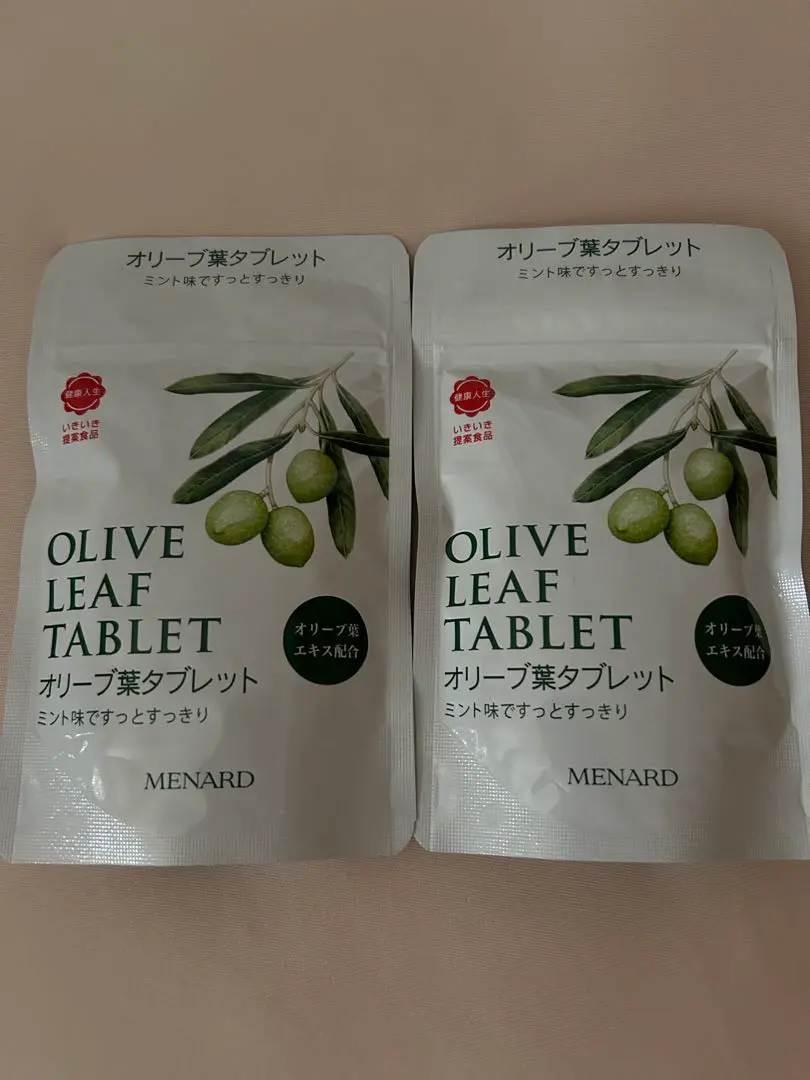 オリーブ葉タブレット
ミント味ですっとすっきり
健康人生
いきいき
提案食品
OLIVE
LEAF
TABLET
オリーブ葉
エキス配合
オリーブ葉タブレット
ミント味ですっとすっきり
MENARD
オリーブ葉タブレット
ミント味ですっとすっきり
健康人生
いきいき
提案食品
OLIVE
LEAF
TABLET
オリーブ葉
エキス配合
オリーブ葉タブレット
ミント味ですっとすっきり
MENARD